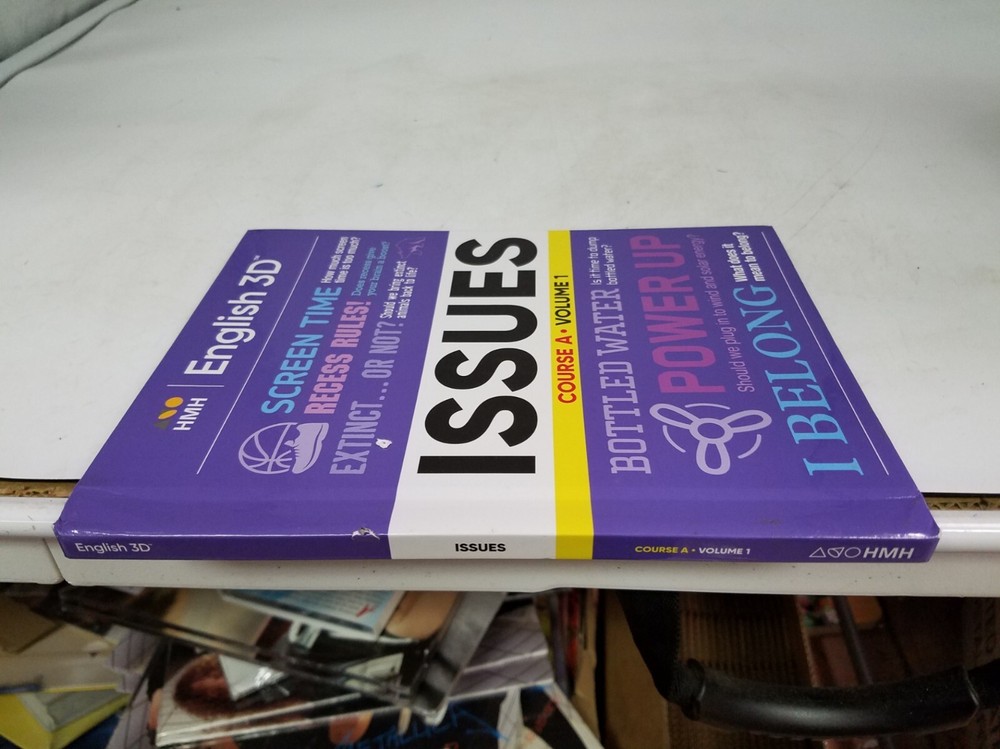 HMH | English 3D™
SCREEN TIME
How much screen
time is too much?
RECESS RULES!
Does recess give
your brain a boost?
EXTINCT... OR NOT?
Should we bring extinct
animals back to life?
ISSUES
COURSE A • VOLUME 1
BOTTLED WATER
Is it time to dump
bottled water?
POWER UP
Should we plug in to wind and solar energy?
I BELONG
What does it
mean to belong?
English 3D
ISSUES
COURSE A • VOLUME 1
HMH